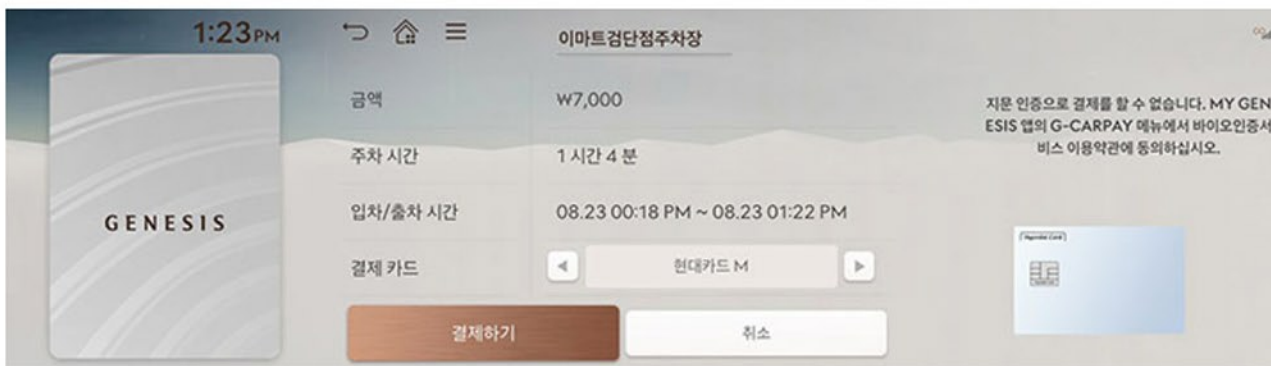 1:23PM
이마트검단점주차장
GENESIS
금액 ₩7,000
주차 시간 1 시간 4 분
입차/출차 시간 08.23 00:18 PM ~ 08.23 01:22 PM
결제 카드 현대카드 M
결제하기 취소
지문 인증으로 결제를 할 수 없습니다. MY GEN
ESIS 앱의 G-CARPAY 메뉴에서 바이오인증서
비스 이용약관에 동의하십시오.
Hyundai Card